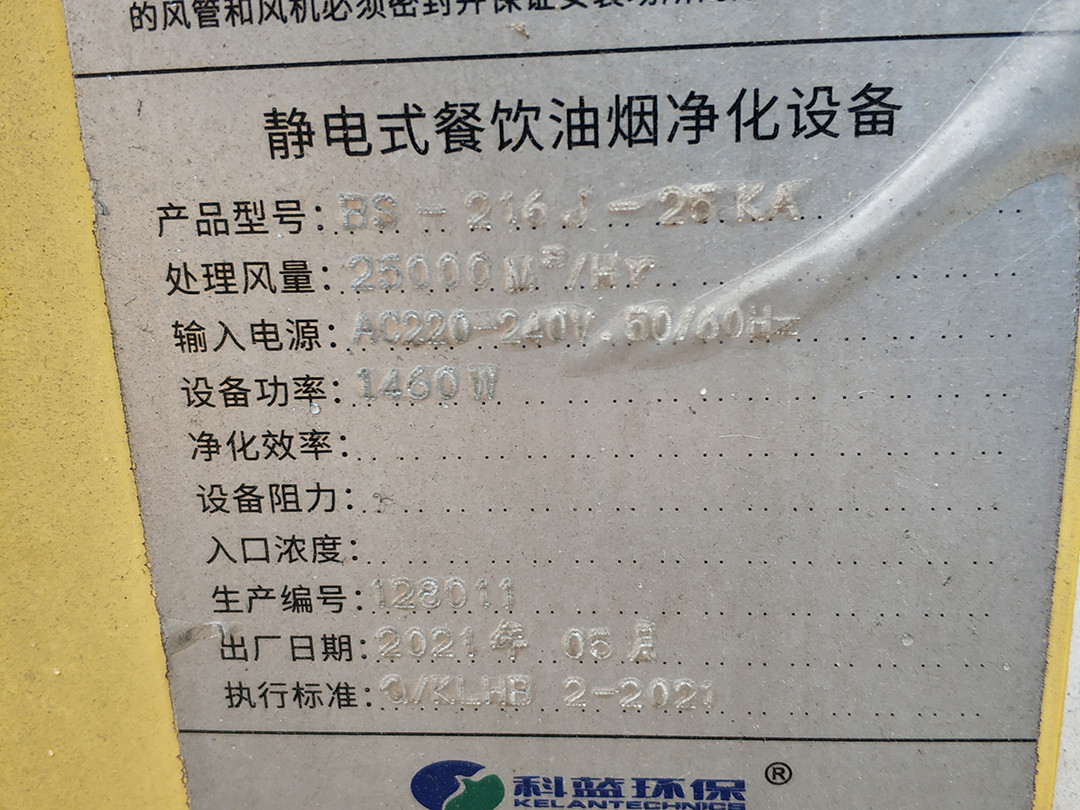 的风管和风机必须密封并保证安装场所
静电式餐饮油烟净化设备
产品型号：BS-216J-25KA
处理风量：25000M³/Hr
输入电源：AC220-240V.50/60Hz
设备功率：1460W
净化效率：
设备阻力：
入口浓度：
生产编号：128011
出厂日期：2021年 05月
执行标准：Q/KLHB 2-2021
科蓝环保®
KELANTECHNICS